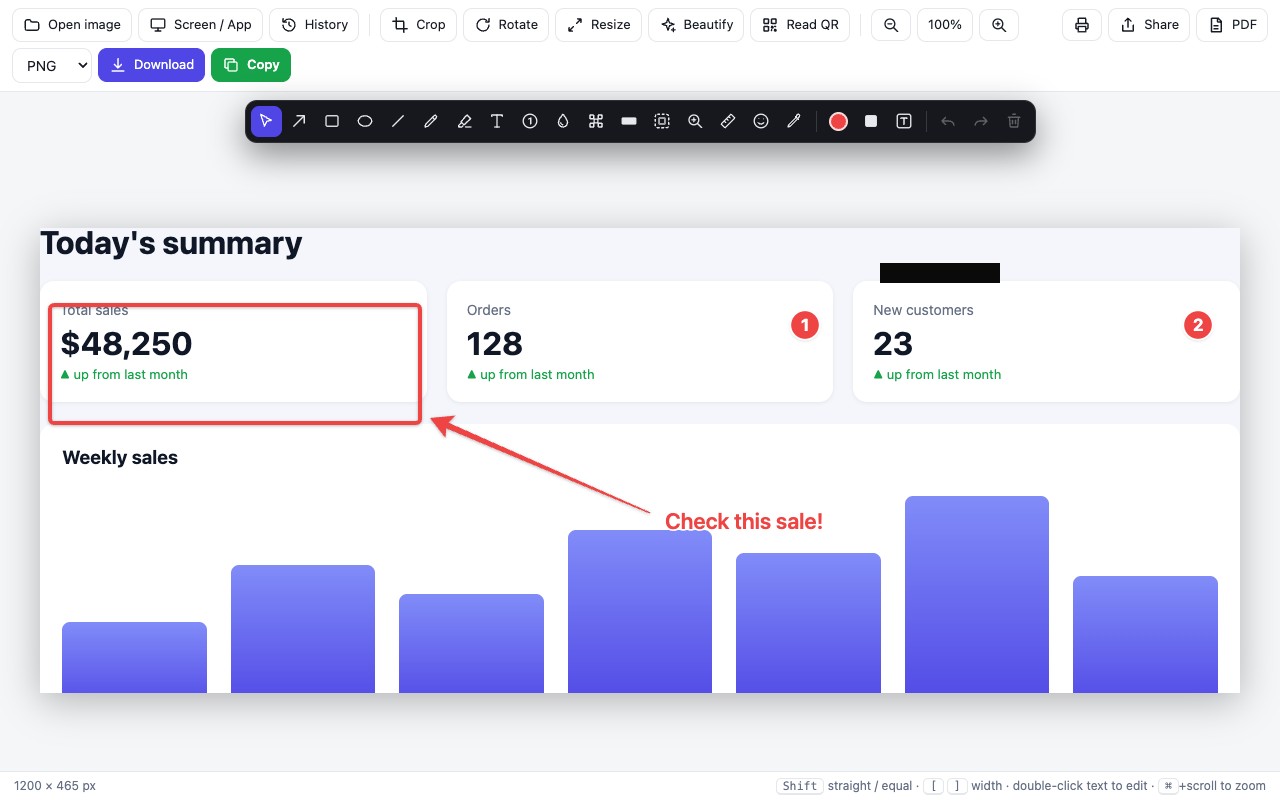 Open image
Screen / App
History
Crop
Rotate
Resize
Beautify
Read QR
100%
Share
PDF
PNG
Download
Copy
Today's summary
Total sales
$48,250
▲ up from last month
Orders
128
▲ up from last month
1
New customers
23
▲ up from last month
2
Weekly sales
Check this sale!
1200 × 465 px
Shift straight / equal · [ ] width · double-click text to edit · ⌘+scroll to zoom